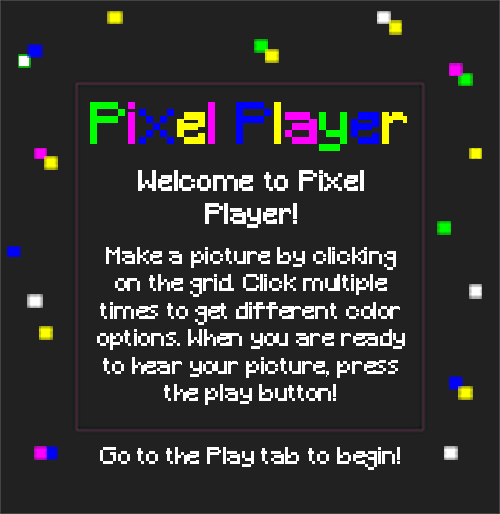 Pixel Player
Welcome to Pixel
Player!
Make a picture by clicking
on the grid. Click multiple
times to get different color
options. When you are ready
to hear your picture, press
the play button!
Go to the Play tab to begin!